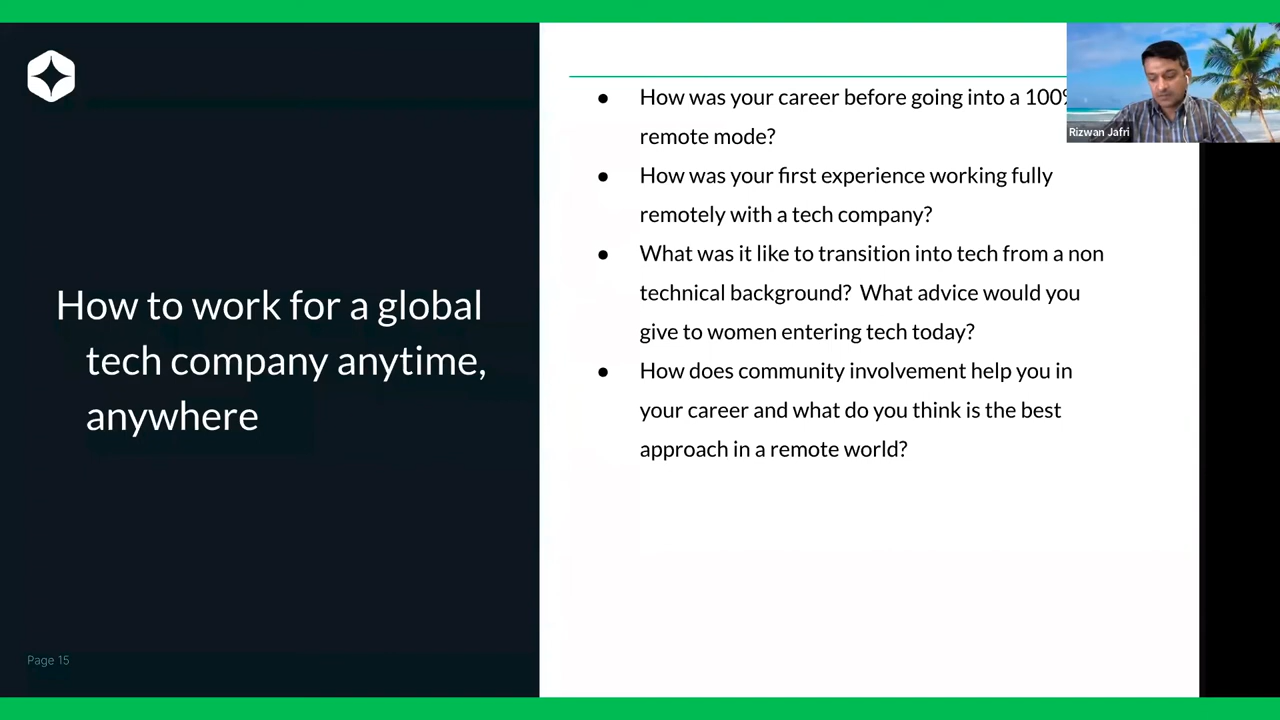 How to work for a global
tech company anytime,
anywhere
Page 15
● How was your career before going into a 100%
remote mode?
● How was your first experience working fully
remotely with a tech company?
● What was it like to transition into tech from a non
technical background? What advice would you
give to women entering tech today?
● How does community involvement help you in
your career and what do you think is the best
approach in a remote world?
Rizwan Jafri